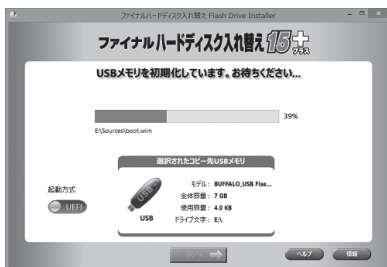 ファイナルハードディスク入れ替え Flash Drive Installer
ファイナルハードディスク入れ替え 15+ プラス
USBメモリを初期化しています。お待ちください...
39%
E:\Sources\boot.wim
選択されたコピー先USBメモリ
起動方式
UEFI
USB
USB
モデル： BUFFALO_USB Flas...
全体容量： 7 GB
使用容量： 4.0 KB
ドライブ文字： E:\
ヘルプ
情報